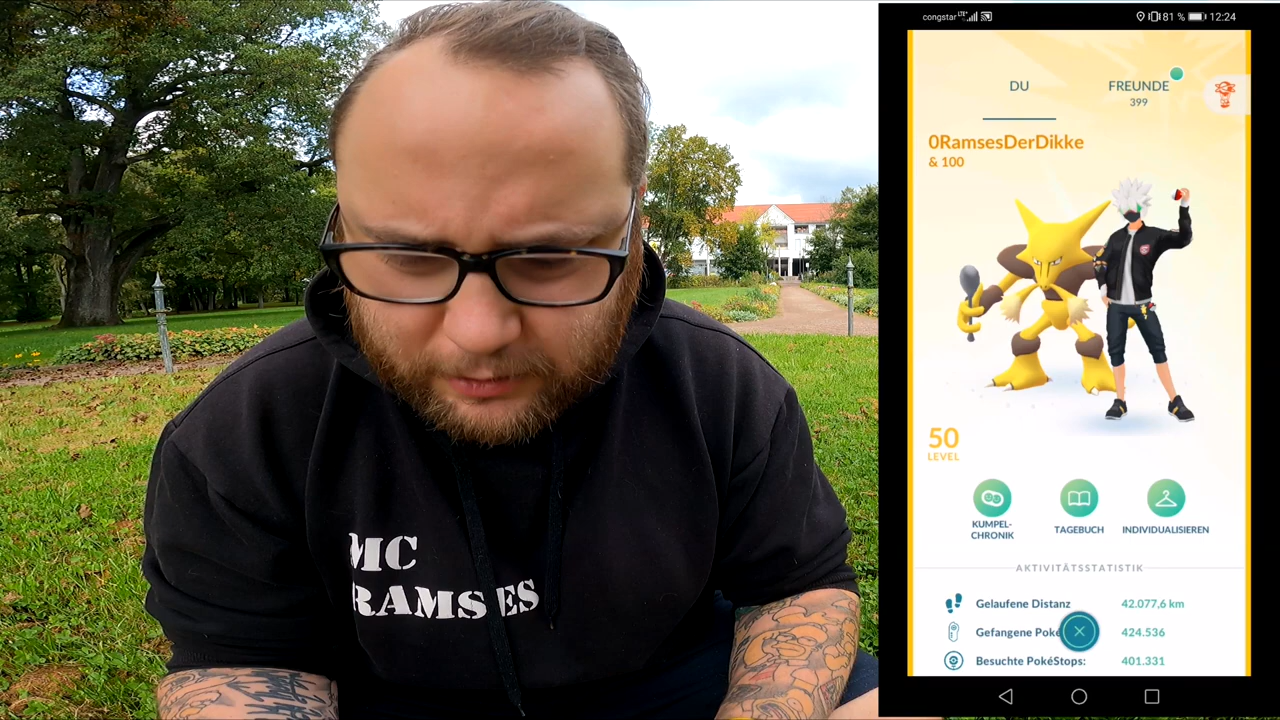 MC
RAMSES
congstar LTE+ 81 % 12:24
DU
FREUNDE
399
0RamsesDerDikke
& 100
50
LEVEL
KUMPEL-
CHRONIK
TAGEBUCH
INDIVIDUALISIEREN
AKTIVITÄTSSTATISTIK
Gelaufene Distanz 42.077,6 km
Gefangene Poké 424.536
Besuchte PokéStops: 401.331